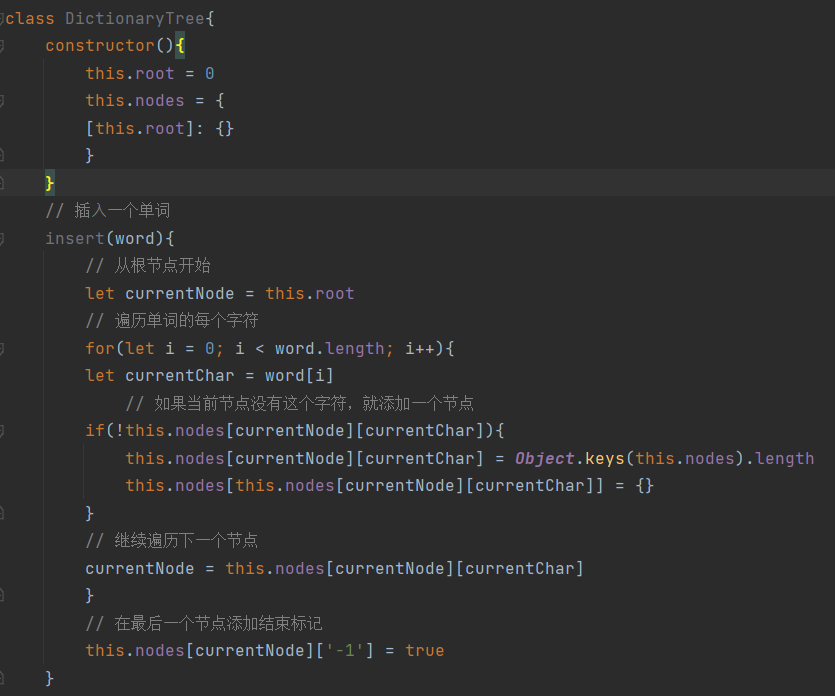 class DictionaryTree{
constructor(){
this.root = 0
this.nodes = {
[this.root]: {}
}
}
// 插入一个单词
insert(word){
// 从根节点开始
let currentNode = this.root
// 遍历单词的每个字符
for(let i = 0; i < word.length; i++){
let currentChar = word[i]
// 如果当前节点没有这个字符，就添加一个节点
if(!this.nodes[currentNode][currentChar]){
this.nodes[currentNode][currentChar] = Object.keys(this.nodes).length
this.nodes[this.nodes[currentNode][currentChar]] = {}
}
// 继续遍历下一个节点
currentNode = this.nodes[currentNode][currentChar]
}
// 在最后一个节点添加结束标记
this.nodes[currentNode]['-1'] = true
}